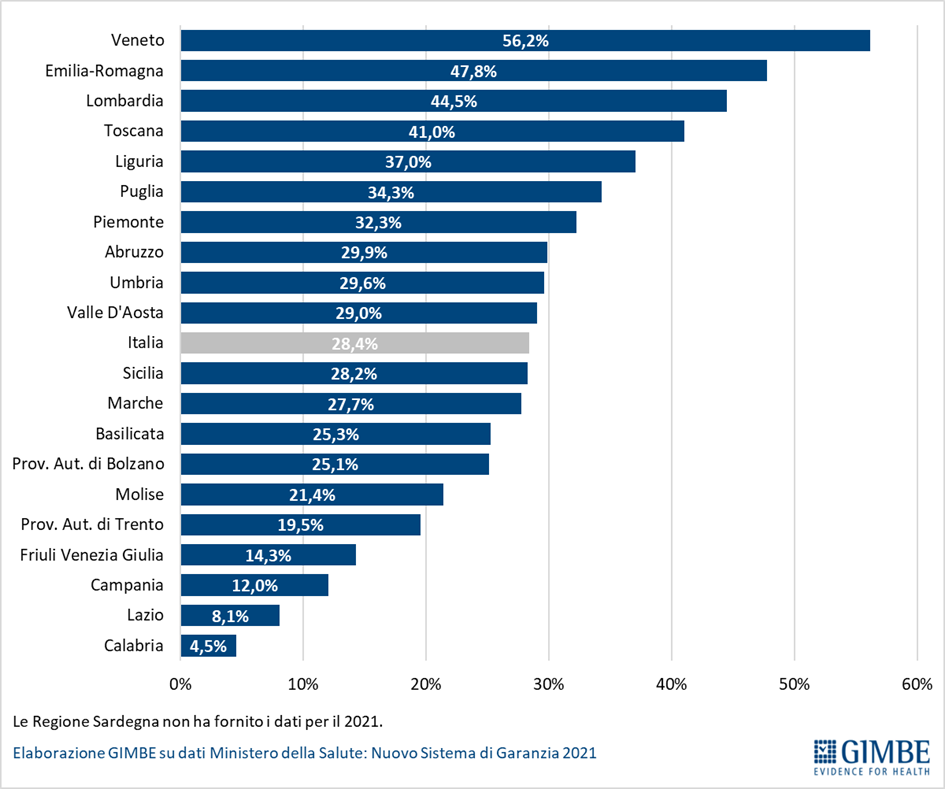 Veneto 56,2%
Emilia-Romagna 47,8%
Lombardia 44,5%
Toscana 41,0%
Liguria 37,0%
Puglia 34,3%
Piemonte 32,3%
Abruzzo 29,9%
Umbria 29,6%
Valle D'Aosta 29,0%
Italia 28,4%
Sicilia 28,2%
Marche 27,7%
Basilicata 25,3%
Prov. Aut. di Bolzano 25,1%
Molise 21,4%
Prov. Aut. di Trento 19,5%
Friuli Venezia Giulia 14,3%
Campania 12,0%
Lazio 8,1%
Calabria 4,5%
0% 10% 20% 30% 40% 50% 60%
Le Regione Sardegna non ha fornito i dati per il 2021.
Elaborazione GIMBE su dati Ministero della Salute: Nuovo Sistema di Garanzia 2021
GIMBE
EVIDENCE FOR HEALTH